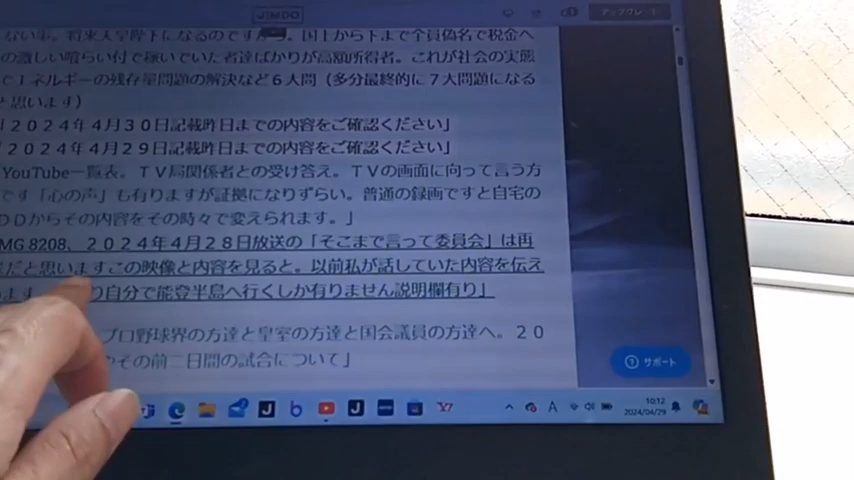 JIMDO
アップグレード
ない事。将来天皇陛下になるのです
国土から下まで全員偽名で税金へ
の激しい喰らい付で稼いでいた者達ばかりが高額所得者。これが社会の実態
でエネルギーの残存量問題の解決など６大問（多分最終的に７大問題になる
と思います）
「２０２４年４月３０日記載昨日までの内容をご確認ください」
「２０２４年４月２９日記載昨日までの内容をご確認ください」
YouTube一覧表。ＴＶ局関係者との受け答え。ＴＶの画面に向って言う方
です「心の声」も有りますが証拠になりずらい。普通の録画ですと自宅の
ＤＤからその内容をその時々で変えられます。」
MG 8208、２０２４年４月２８日放送の「そこまで言って委員会」は再
だと思いますこの映像と内容を見ると。以前私が話していた内容を伝え
ます
り自分で能登半島へ行くしか有りません説明欄有り」
プロ野球界の方達と皇室の方達と国会議員の方達へ。２０
やその前二日間の試合について」
サポート
A
10:12
2024/04/29